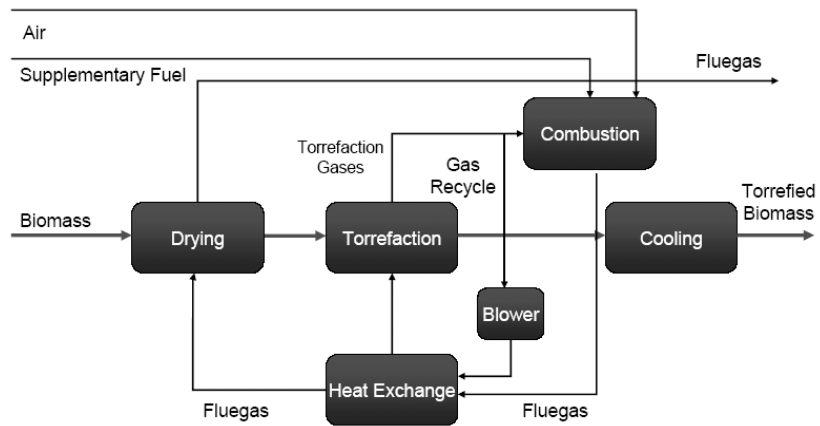 Air
Supplementary Fuel
Fluegas
Combustion
Torrefaction
Gases
Gas
Recycle
Biomass
Drying
Torrefaction
Cooling
Torrefied
Biomass
Blower
Heat Exchange
Fluegas
Fluegas